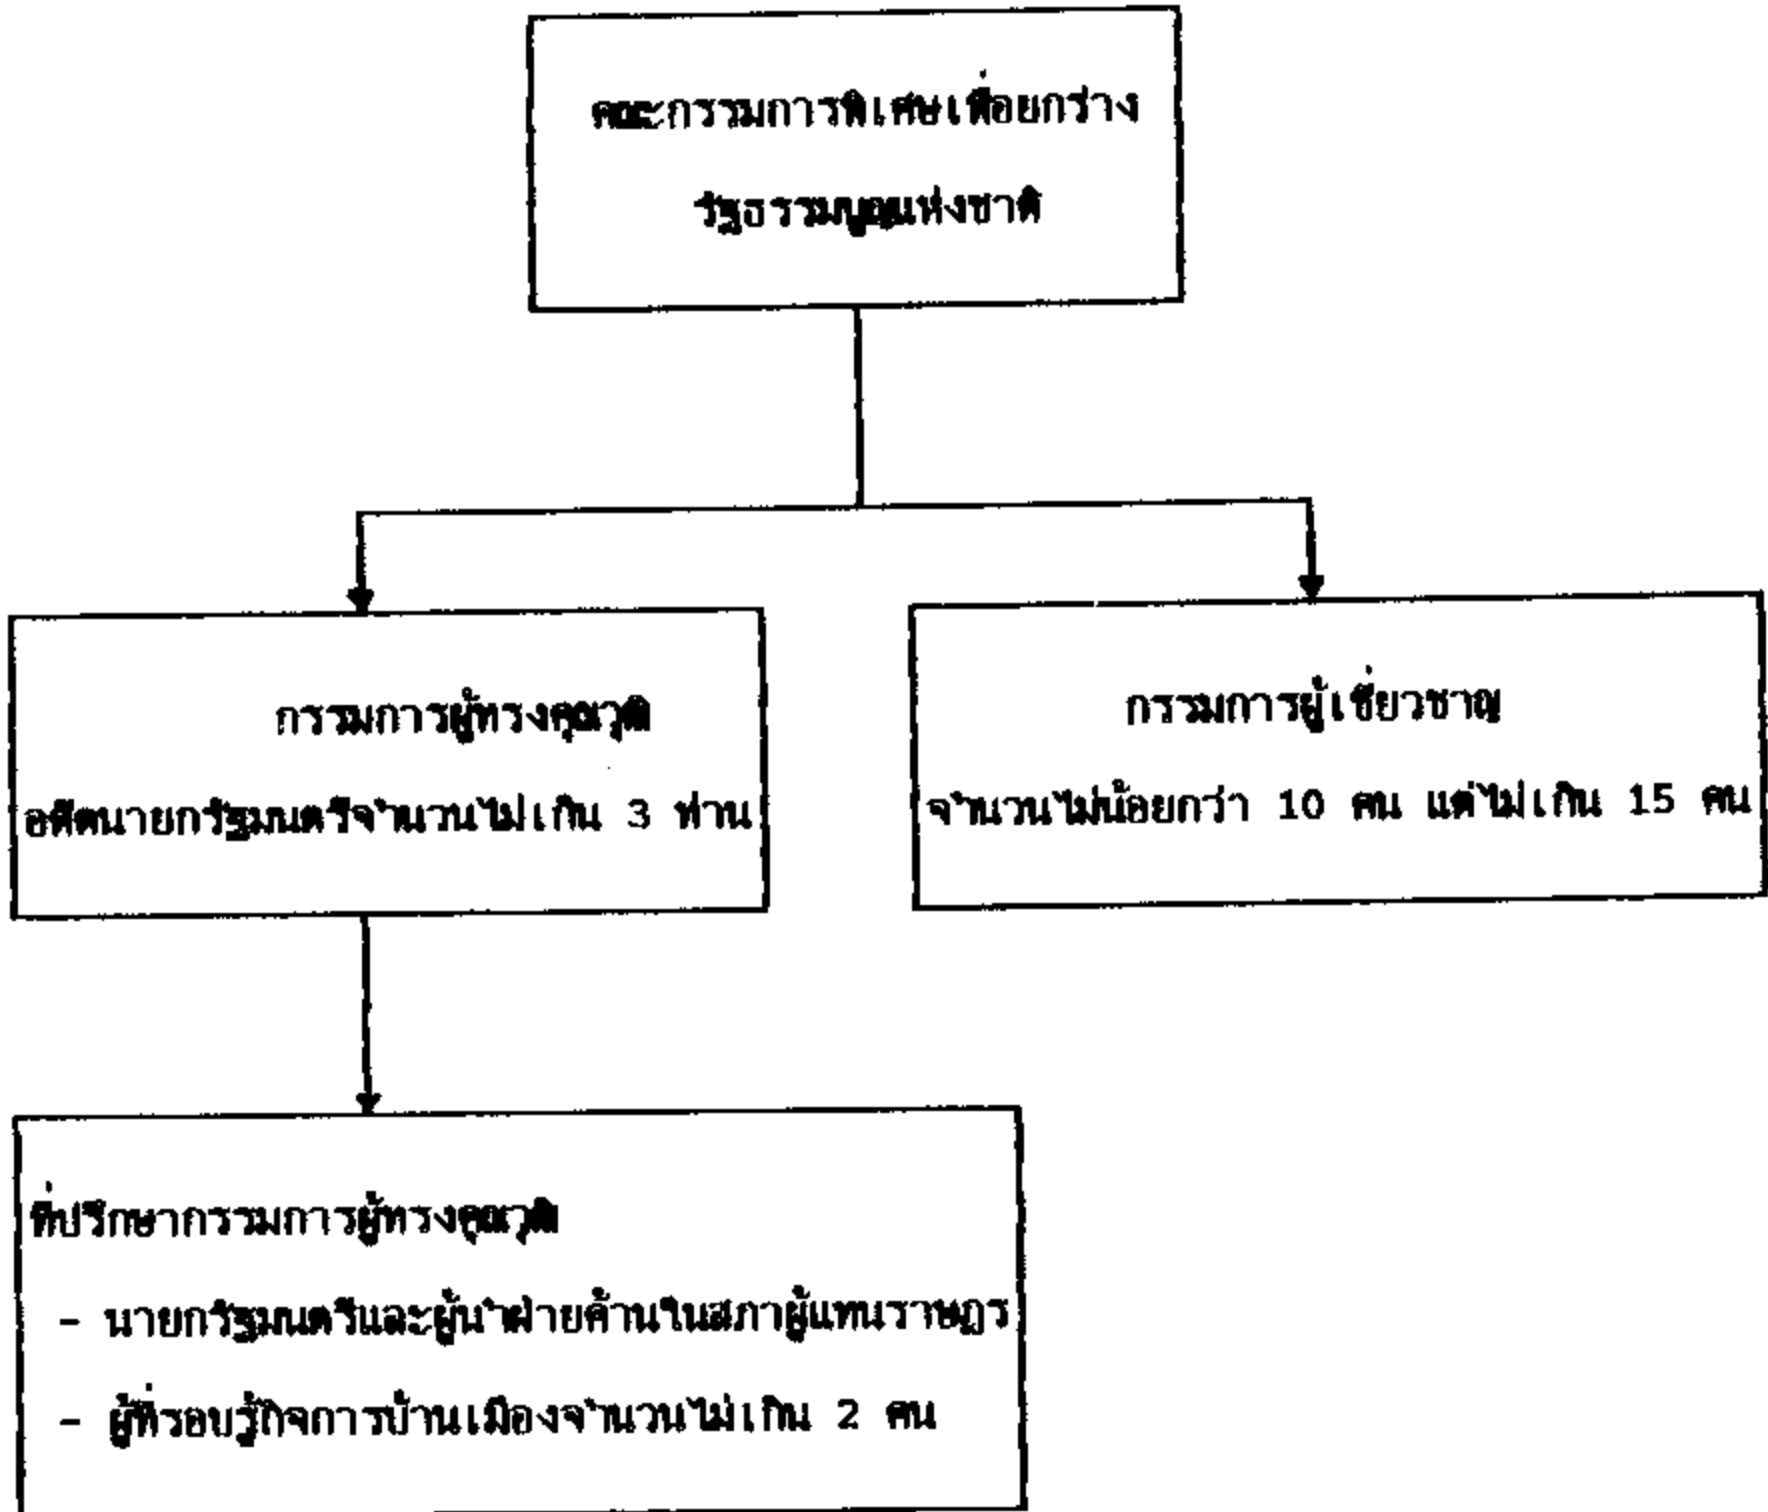 คณะกรรมการพิเศษเพื่อยกร่าง
รัฐธรรมนูญแห่งชาติ
กรรมการผู้ทรงคุณวุฒิ
อดีตนายกรัฐมนตรีจำนวนไม่เกิน 3 ท่าน
กรรมการผู้เชี่ยวชาญ
จำนวนไม่น้อยกว่า 10 คน แต่ไม่เกิน 15 คน
ที่ปรึกษากรรมการผู้ทรงคุณวุฒิ
- นายกรัฐมนตรีและผู้นำฝ่ายค้านในสภาผู้แทนราษฎร
- ผู้ที่รอบรู้กิจการบ้านเมืองจำนวนไม่เกิน 2 คน